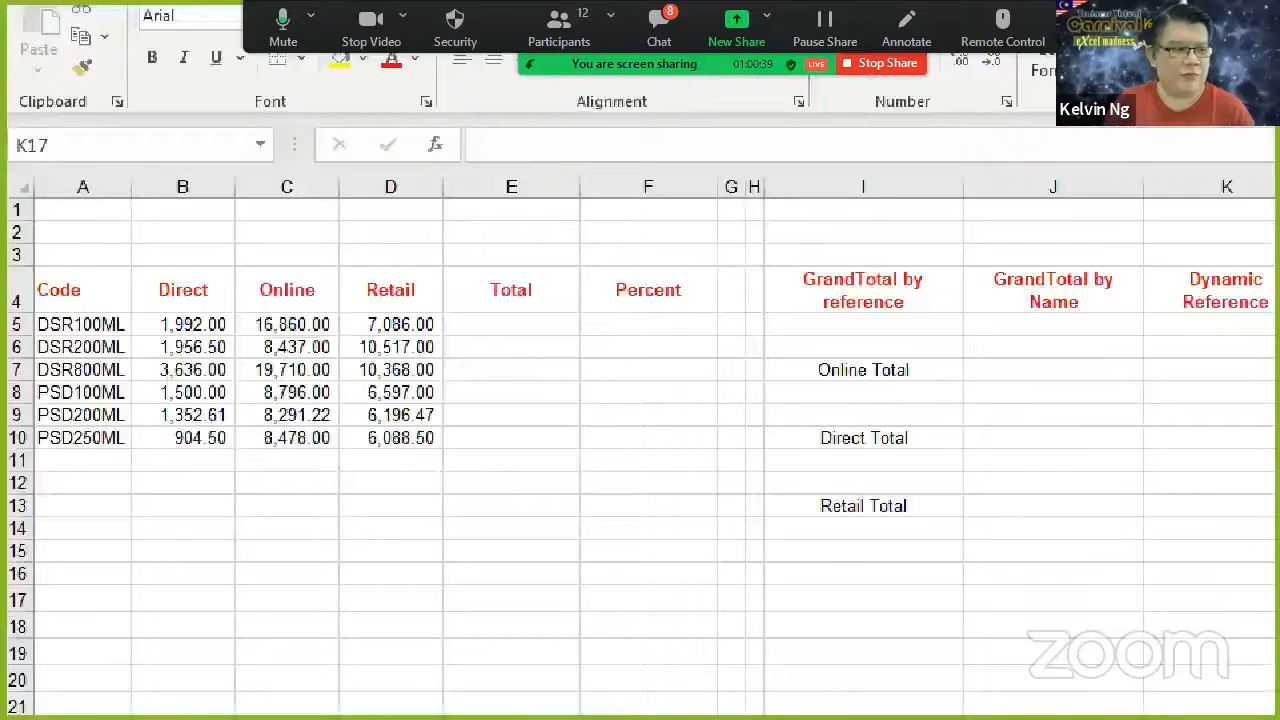 Arial
12
8
Paste
Mute
Stop Video
Security
Participants
Chat
New Share
Pause Share
Annotate
Remote Control
Trainers Virtual
Carnival
eXcel madness
B I U A
You are screen sharing
01:00:39
LIVE
Stop Share
Clipboard
Font
Alignment
Number
Kelvin Ng
K17
fx
A B C D E F G H I J K
1
2
3
4 Code Direct Online Retail Total Percent GrandTotal by reference GrandTotal by Name Dynamic Reference
5 DSR100ML 1,992.00 16,860.00 7,086.00
6 DSR200ML 1,956.50 8,437.00 10,517.00
7 DSR800ML 3,636.00 19,710.00 10,368.00 Online Total
8 PSD100ML 1,500.00 8,796.00 6,597.00
9 PSD200ML 1,352.61 8,291.22 6,196.47
10 PSD250ML 904.50 8,478.00 6,088.50 Direct Total
11
12
13 Retail Total
14
15
16
17
18
19
20
21
zoom